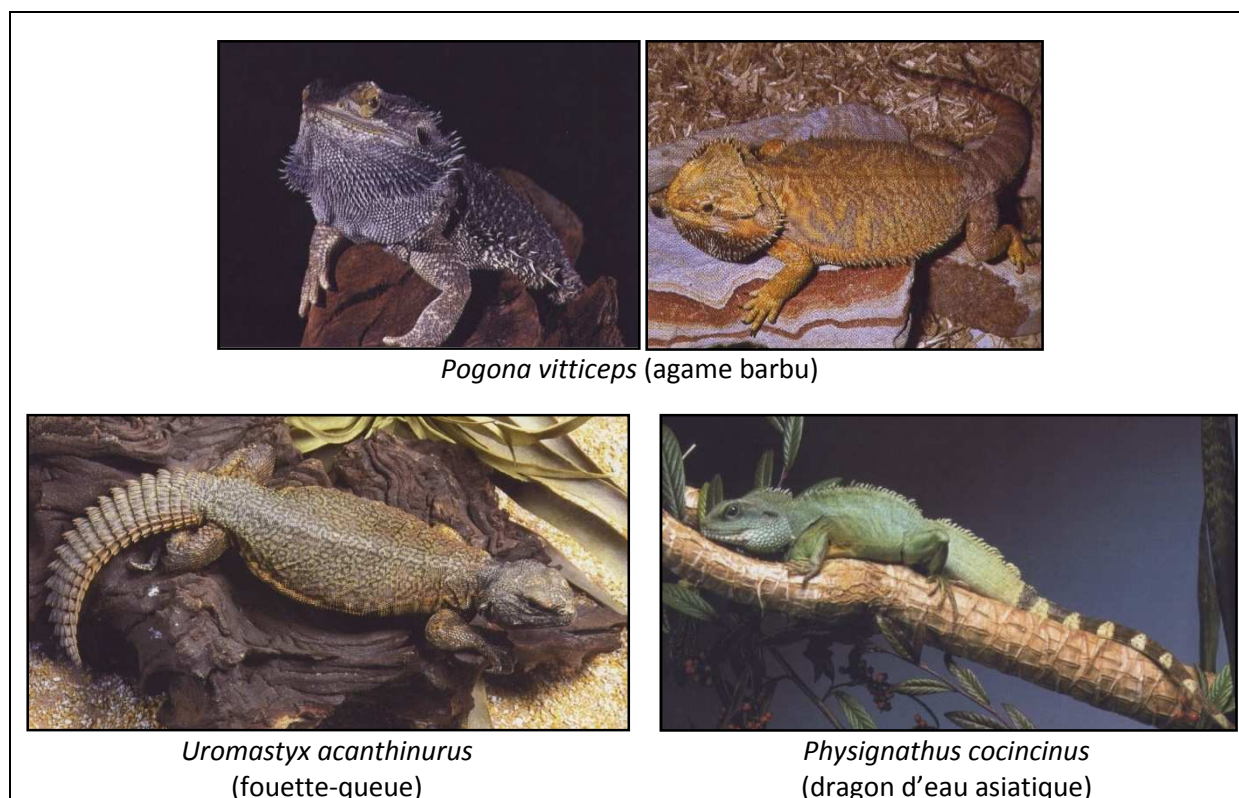 Pogona vitticeps (agame barbu)
Uromastyx acanthinurus
(fouette-queue)
Physignathus cocincinus
(dragon d'eau asiatique)